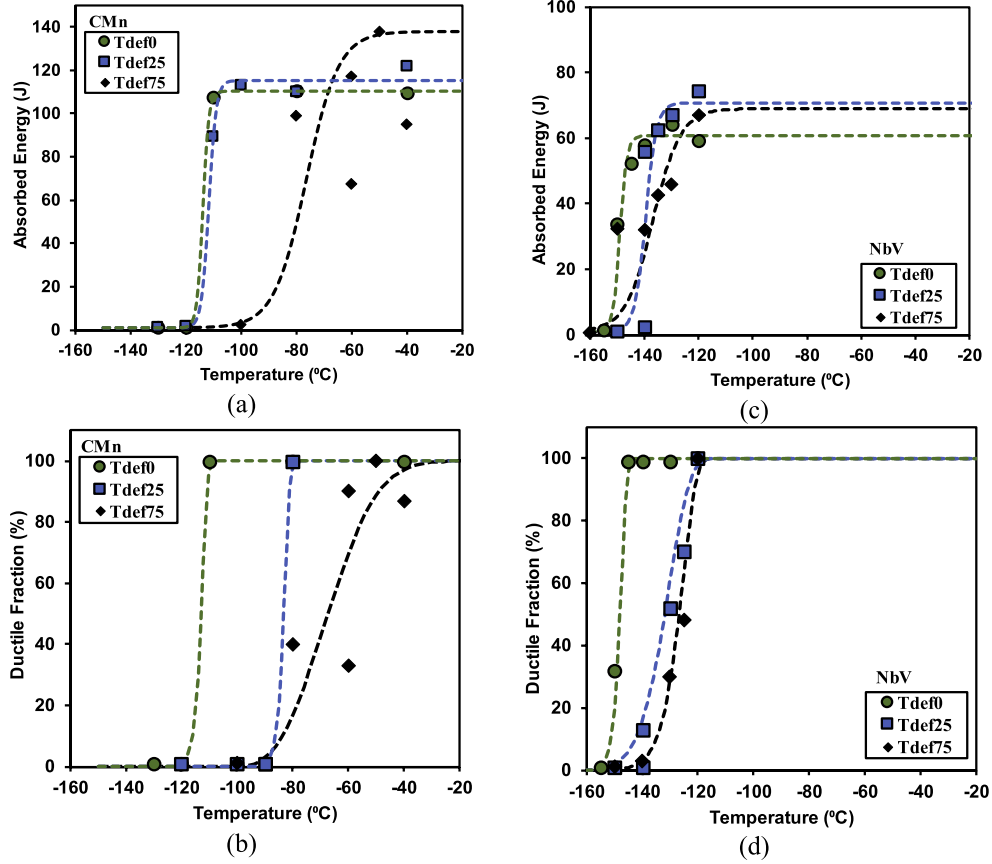 (a)
CMn
Tdef0
Tdef25
Tdef75
Absorbed Energy (J)
140
120
100
80
60
40
20
0
-160 -140 -120 -100 -80 -60 -40 -20
Temperature (ºC)
(c)
100
80
60
40
20
0
Absorbed Energy (J)
NbV
Tdef0
Tdef25
Tdef75
-160 -140 -120 -100 -80 -60 -40 -20
Temperature (ºC)
CMn
Tdef0
Tdef25
Tdef75
Ductile Fraction (%)
100
80
60
40
20
0
-160 -140 -120 -100 -80 -60 -40 -20
Temperature (ºC)
(b)
Ductile Fraction (%)
100
80
60
40
20
0
NbV
Tdef0
Tdef25
Tdef75
-160 -140 -120 -100 -80 -60 -40 -20
Temperature (ºC)
(d)